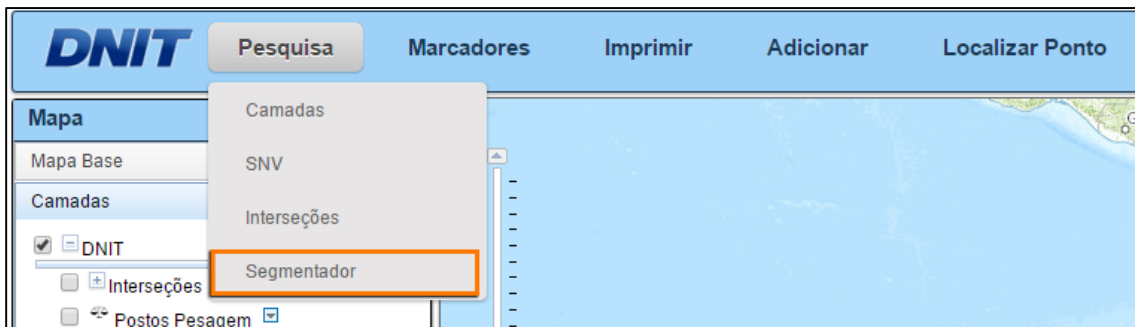 DNIT Pesquisa Marcadores Imprimir Adicionar Localizar Ponto
Mapa
Mapa Base
Camadas
DNIT
Interseções
Postos Pesagem
Camadas
SNV
Interseções
Segmentador